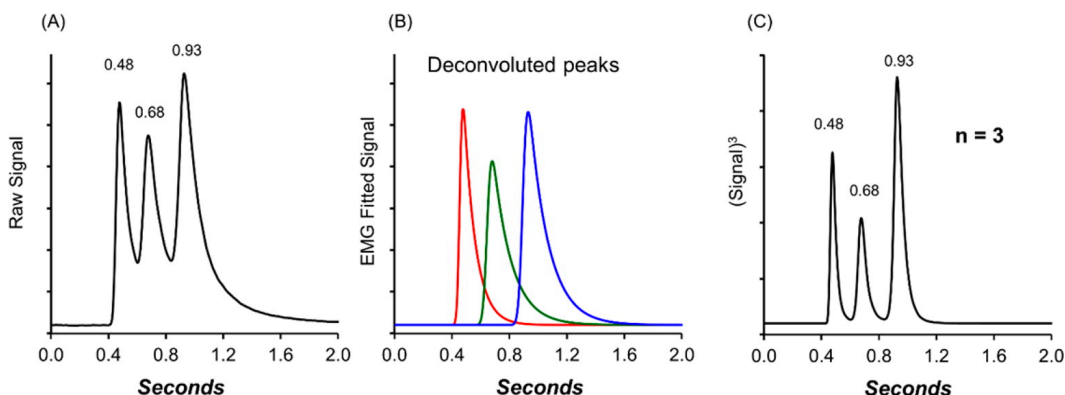 (A)
Raw Signal
0.48
0.68
0.93
0.0 0.4 0.8 1.2 1.6 2.0
Seconds
(B)
Deconvoluted peaks
EMG Fitted Signal
0.0 0.4 0.8 1.2 1.6 2.0
Seconds
(C)
(Signal)³
0.48
0.68
0.93
n = 3
0.0 0.4 0.8 1.2 1.6 2.0
Seconds